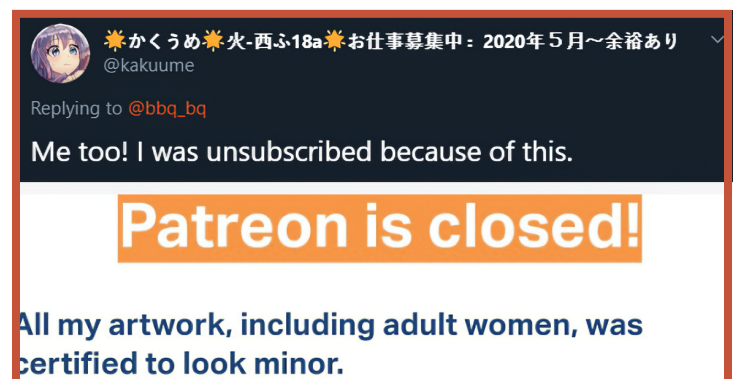 🌟かくうめ🌟火-西ふ18a🌟お仕事募集中：2020年５月〜余裕あり
@kakuume
Replying to @bbq_bq
Me too! I was unsubscribed because of this.
Patreon is closed!
All my artwork, including adult women, was
certified to look minor.